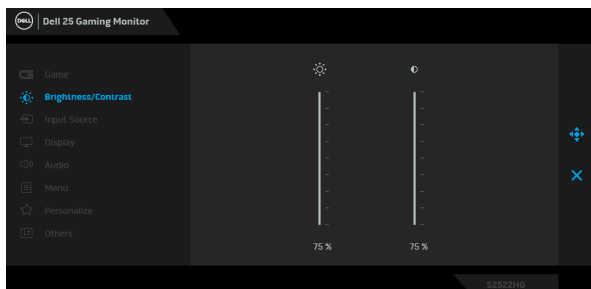 DELL
Dell 25 Gaming Monitor
Game
Brightness/Contrast
Input Source
Display
Audio
Menu
Personalize
Others
75 %
75 %
S2522HG